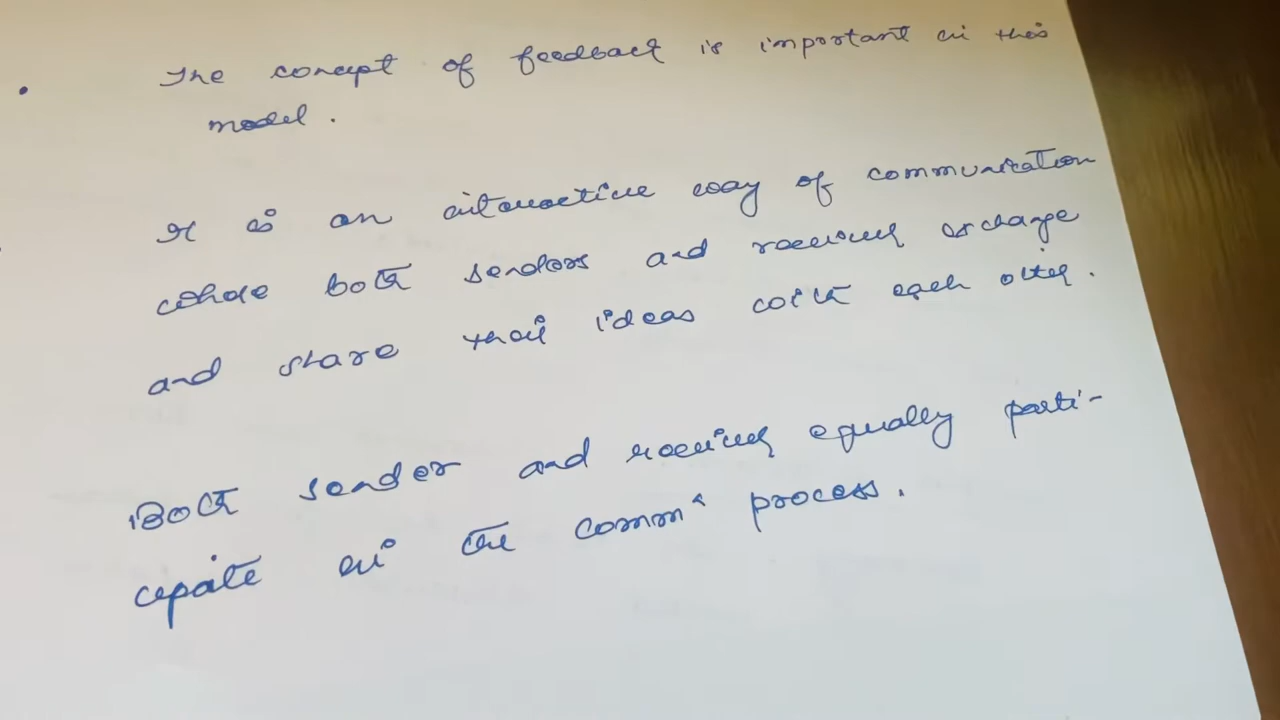 The concept of feedback is important in this
model.
It is an interactive way of communication
where both senders and receivers exchange
and share their ideas with each other.
Both sender and receiver equally parti-
cipate in the commⁿ process.